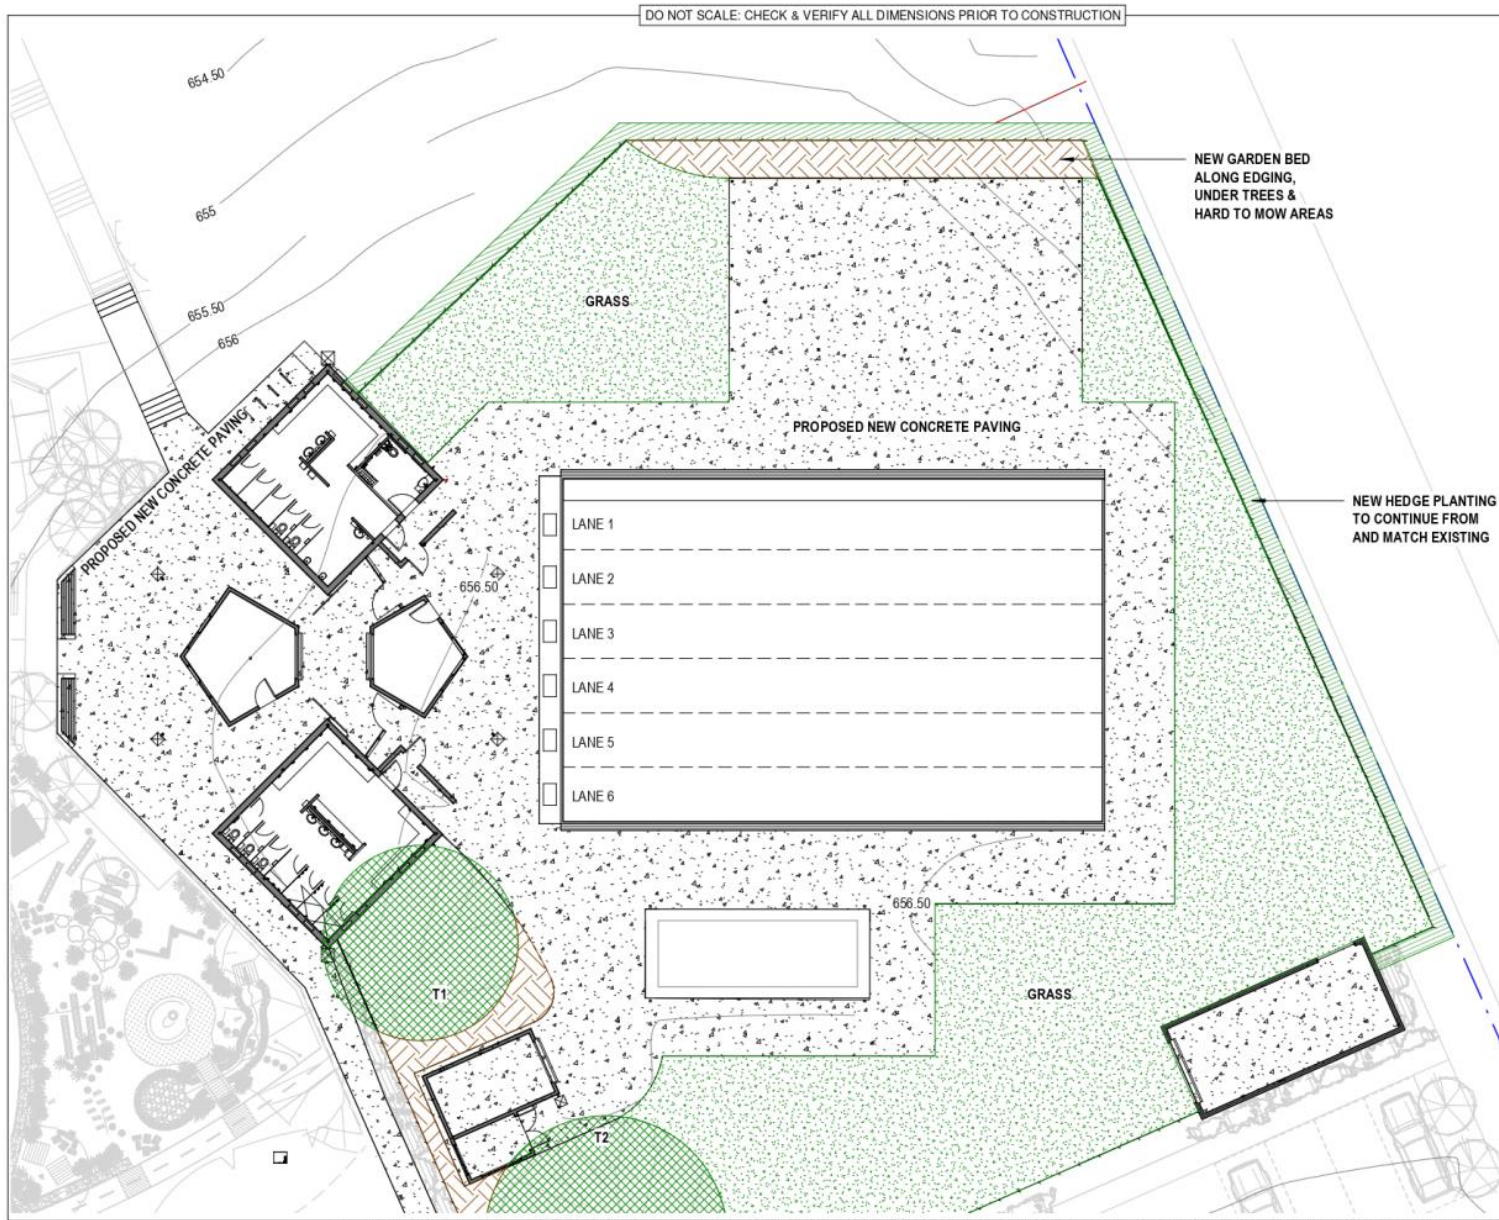 DO NOT SCALE: CHECK & VERIFY ALL DIMENSIONS PRIOR TO CONSTRUCTION
654.50
NEW GARDEN BED
ALONG EDGING,
UNDER TREES &
HARD TO MOW AREAS
655
GRASS
655.50
656
PROPOSED NEW CONCRETE PAVING
PROPOSED NEW CONCRETE PAVING
NEW HEDGE PLANTING
TO CONTINUE FROM
AND MATCH EXISTING
LANE 1
LANE 2
656.50
LANE 3
LANE 4
LANE 5
LANE 6
656.50
T1
GRASS
T2